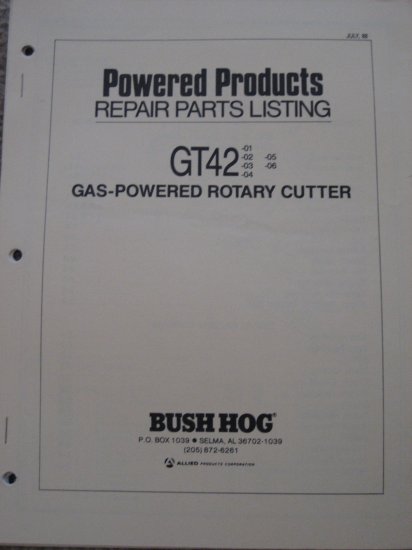 JULY, 88
Powered Products
REPAIR PARTS LISTING
GT42 -01
-02 -05
-03 -06
-04
GAS-POWERED ROTARY CUTTER
BUSH HOG®
P.O. BOX 1039 ● SELMA, AL 36702-1039
(205) 872-6261
ALLIED PRODUCTS CORPORATION